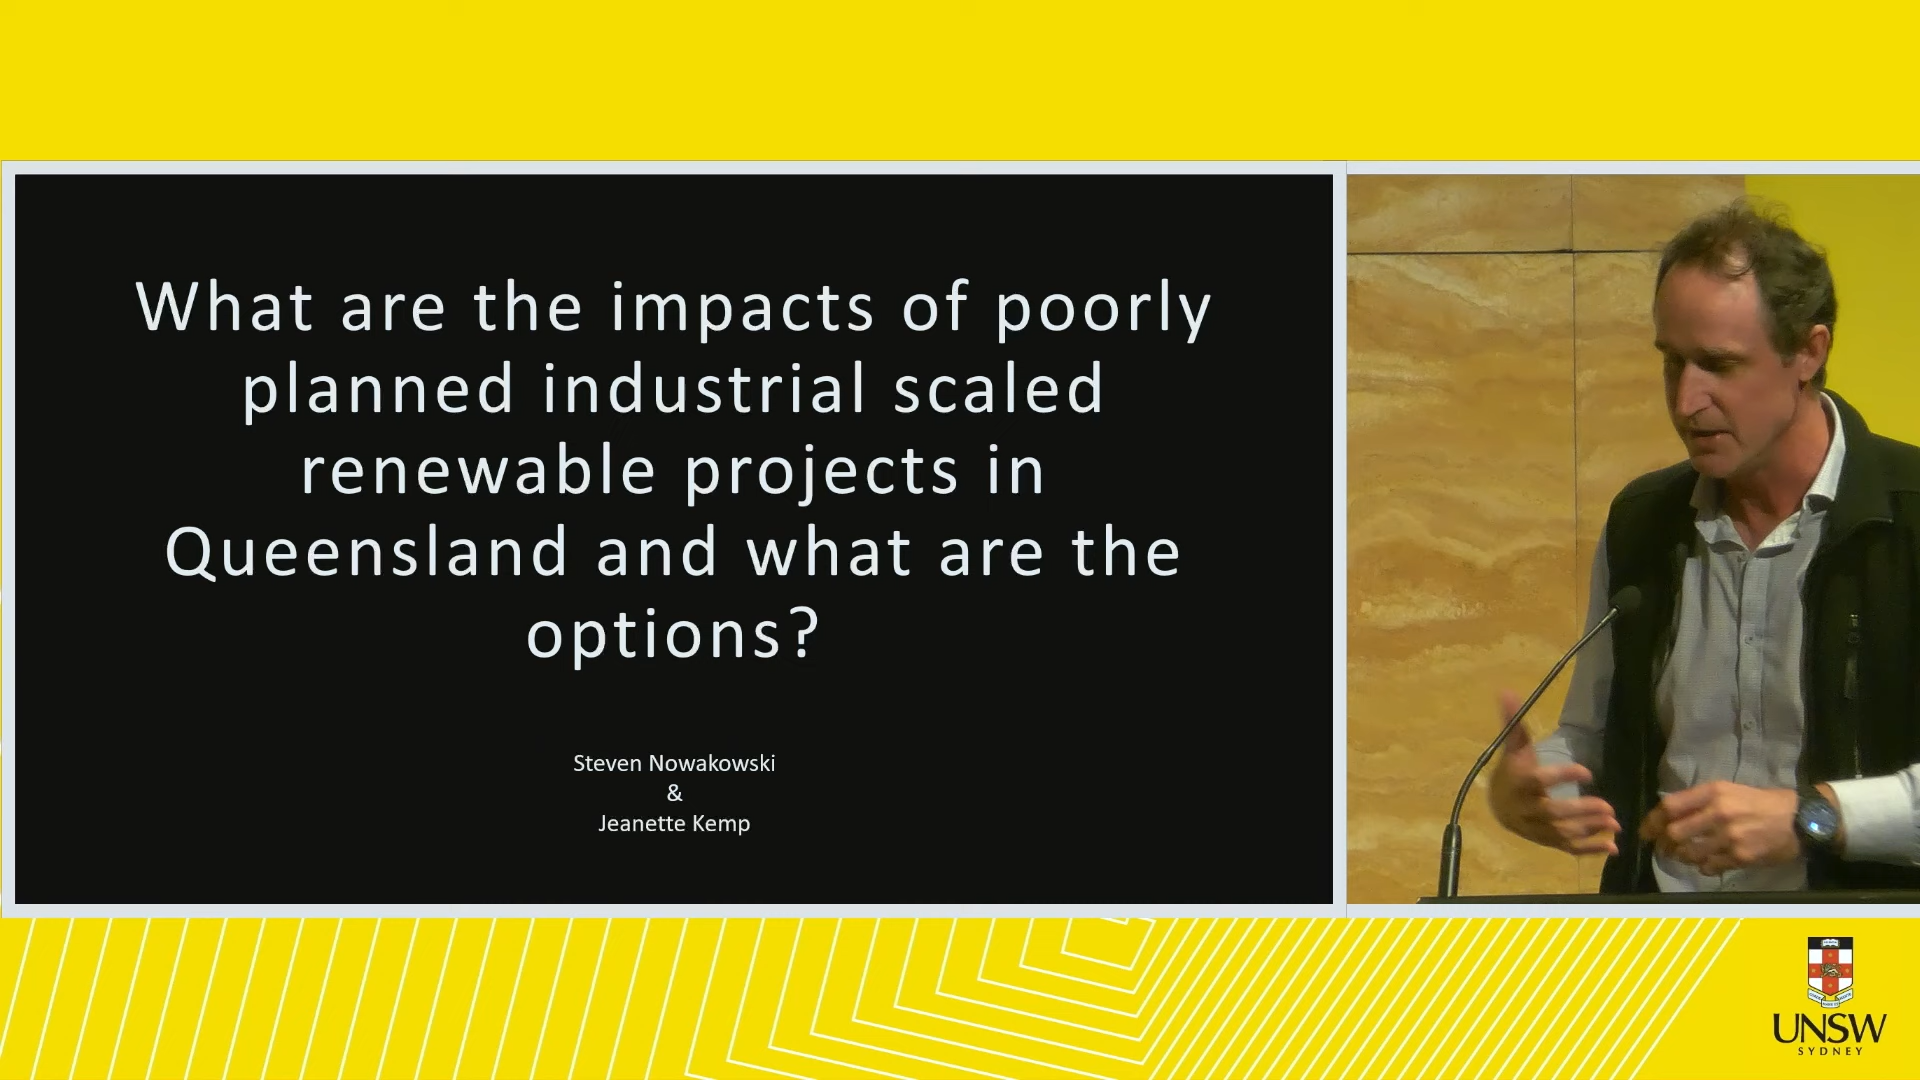 What are the impacts of poorly
planned industrial scaled
renewable projects in
Queensland and what are the
options?
Steven Nowakowski
&
Jeanette Kemp
UNSW
SYDNEY